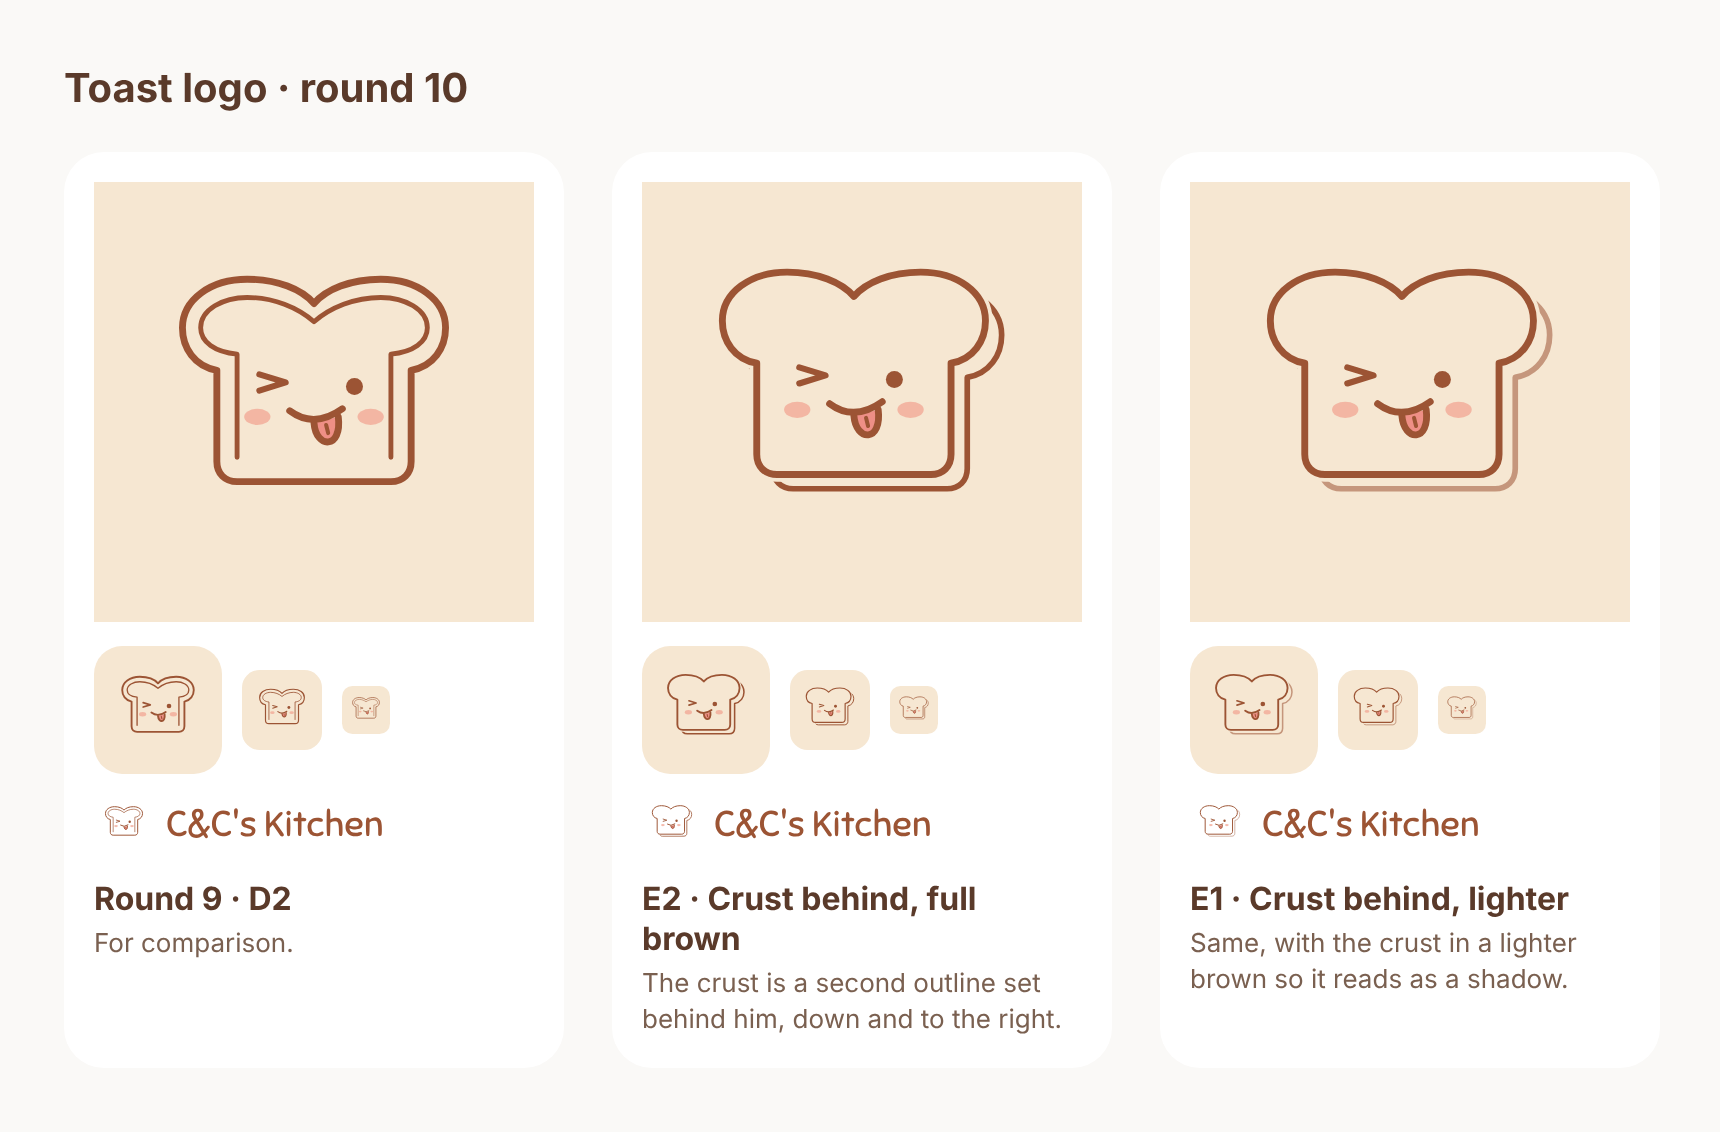 Toast logo · round 10
C&C's Kitchen
Round 9 · D2
For comparison.
C&C's Kitchen
E2 · Crust behind, full
brown
The crust is a second outline set
behind him, down and to the right.
C&C's Kitchen
E1 · Crust behind, lighter
Same, with the crust in a lighter
brown so it reads as a shadow.